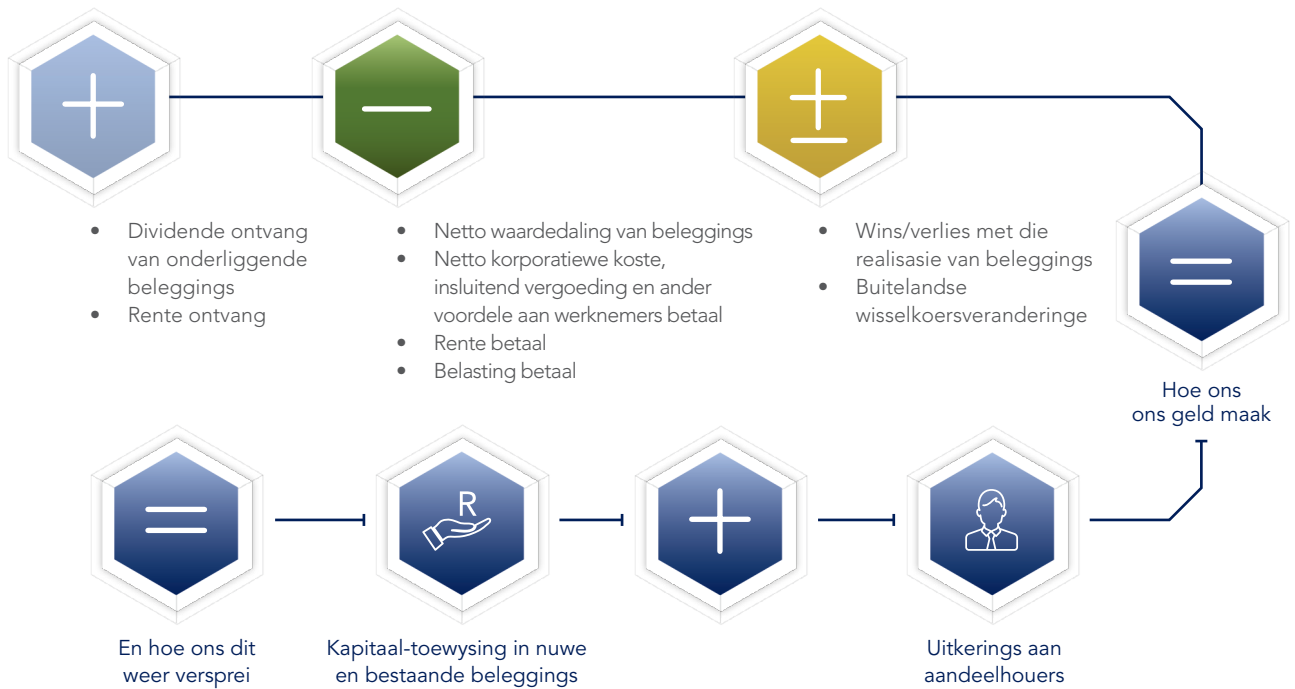 • Dividende ontvang
van onderliggende
beleggings
• Rente ontvang
• Netto waardedaling van beleggings
• Netto korporatiewe koste,
insluitend vergoeding en ander
voordele aan werknemers betaal
• Rente betaal
• Belasting betaal
• Wins/verlies met die
realisasie van beleggings
• Buitelandse
wisselkoersveranderinge
Hoe ons
ons geld maak
En hoe ons dit
weer versprei
R
Kapitaal-toewysing in nuwe
en bestaande beleggings
Uitkerings aan
aandeelhouers